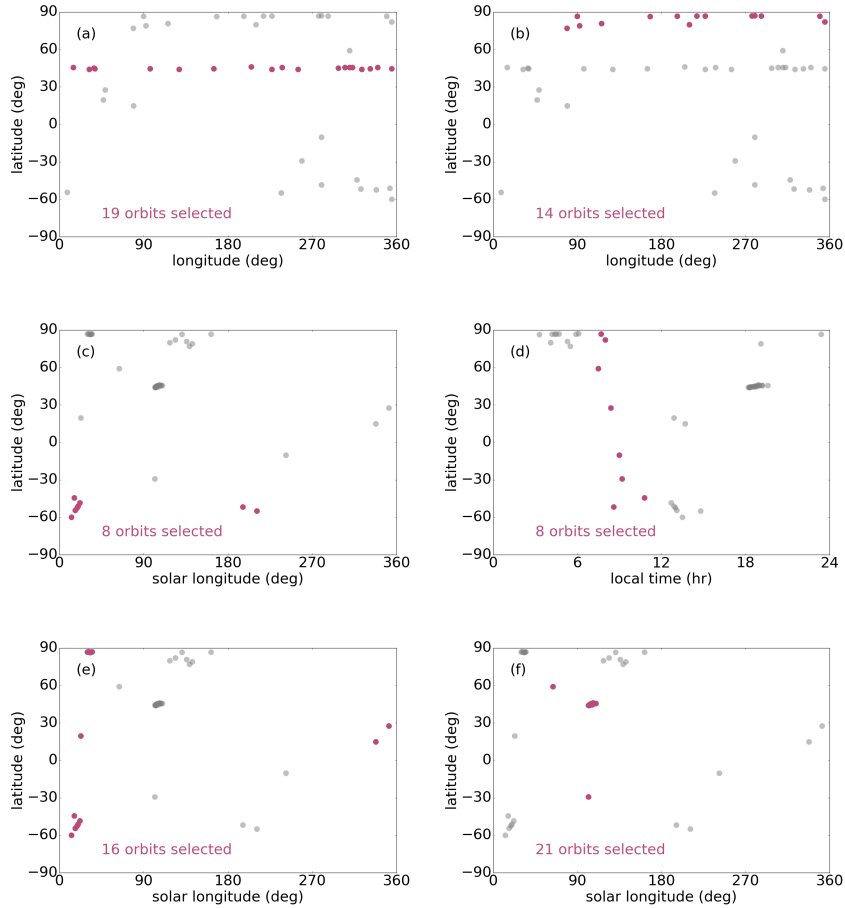 (a)
90
60
30
0
−30
−60
−90
latitude (deg)
19 orbits selected
0 90 180 270 360
longitude (deg)
(b)
90
60
30
0
−30
−60
−90
latitude (deg)
14 orbits selected
0 90 180 270 360
longitude (deg)
(c)
90
60
30
0
−30
−60
−90
latitude (deg)
8 orbits selected
0 90 180 270 360
solar longitude (deg)
(d)
90
60
30
0
−30
−60
−90
latitude (deg)
8 orbits selected
0 6 12 18 24
local time (hr)
(e)
90
60
30
0
−30
−60
−90
latitude (deg)
16 orbits selected
0 90 180 270 360
solar longitude (deg)
(f)
90
60
30
0
−30
−60
−90
latitude (deg)
21 orbits selected
0 90 180 270 360
solar longitude (deg)